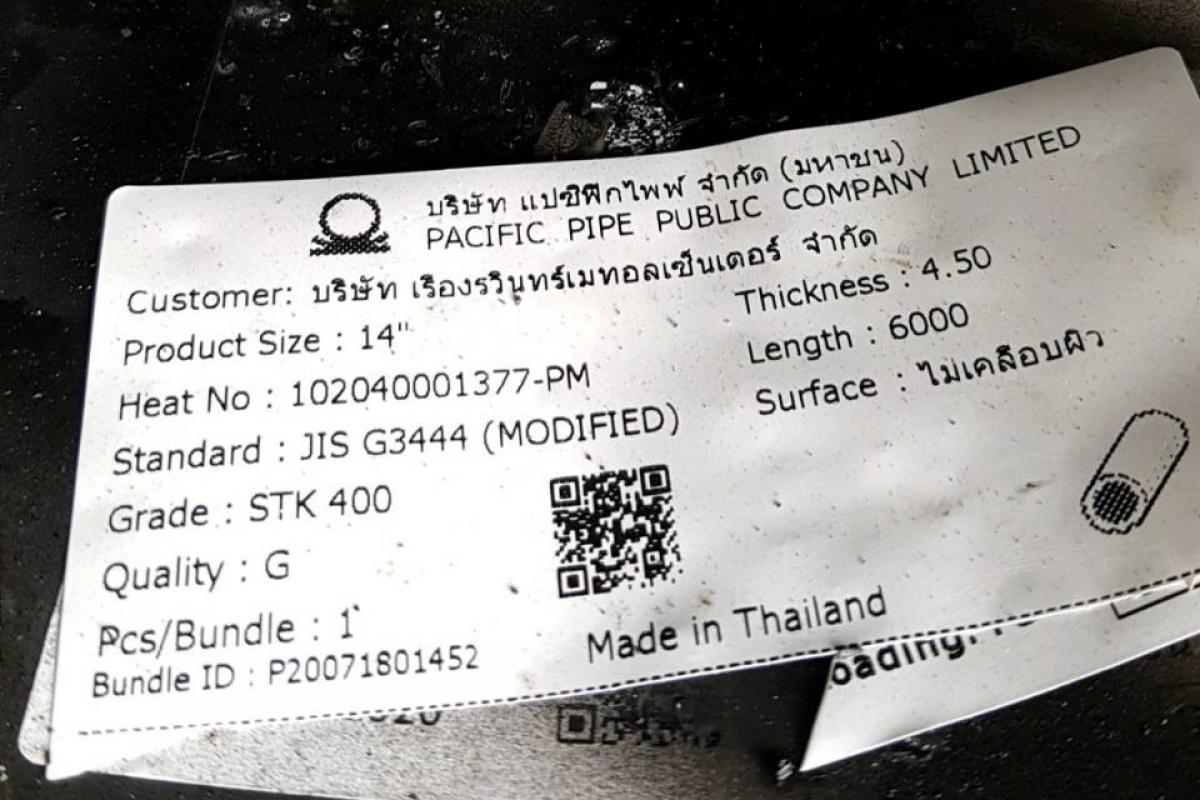 บริษัท แปซิฟิกไพพ์ จำกัด (มหาชน)
PACIFIC PIPE PUBLIC COMPANY LIMITED
Customer: บริษัท เรืองรวินทร์เมทอลเซ็นเตอร์ จำกัด
Product Size : 14"
Thickness : 4.50
Heat No : 102040001377-PM
Length : 6000
Standard : JIS G3444 (MODIFIED)
Surface : ไม่เคลือบผิว
Grade : STK 400
Quality : G
Pcs/Bundle : 1
Bundle ID : P20071801452
Made in Thailand
oading: